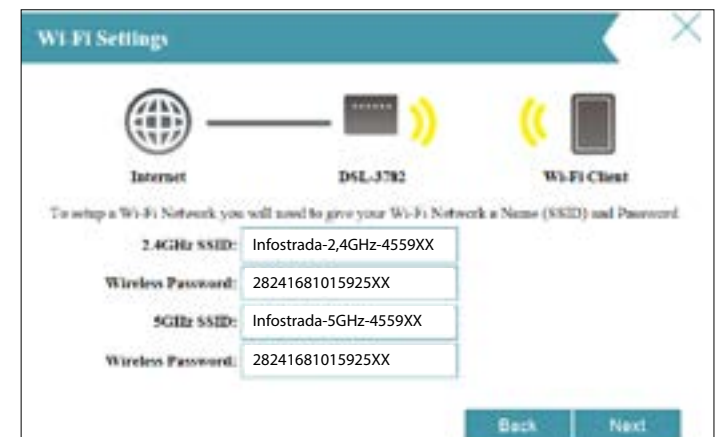 Wi-Fi Settings
Internet
DSL-3782
Wi-Fi Client
To setup a Wi-Fi Network you will need to give your Wi-Fi Network a Name (SSID) and Password
2.4GHz SSID: Infostrada-2,4GHz-4559XX
Wireless Password: 28241681015925XX
5GHz SSID: Infostrada-5GHz-4559XX
Wireless Password: 28241681015925XX
Back Next